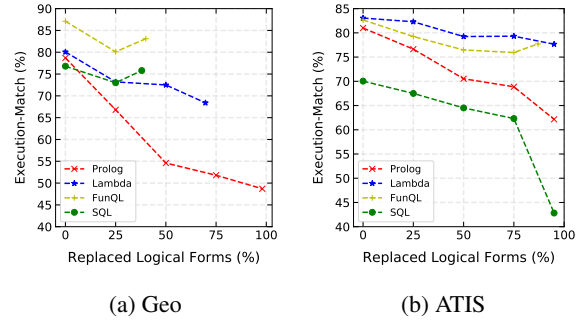 90
85
80
75
70
65
60
55
50
45
40
Execution-Match (%)
Prolog
Lambda
FunQL
SQL
0 25 50 75 100
Replaced Logical Forms (%)
(a) Geo
85
80
75
70
65
60
55
50
45
40
Execution-Match (%)
Prolog
Lambda
FunQL
SQL
0 25 50 75 100
Replaced Logical Forms (%)
(b) ATIS